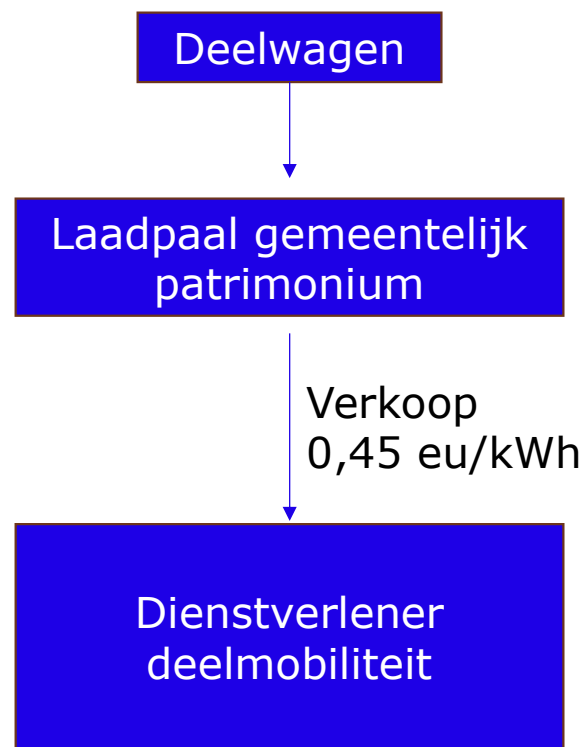 Deelwagen
Laadpaal gemeentelijk
patrimonium
Verkoop
0,45 eu/kWh
Dienstverlener
deelmobiliteit